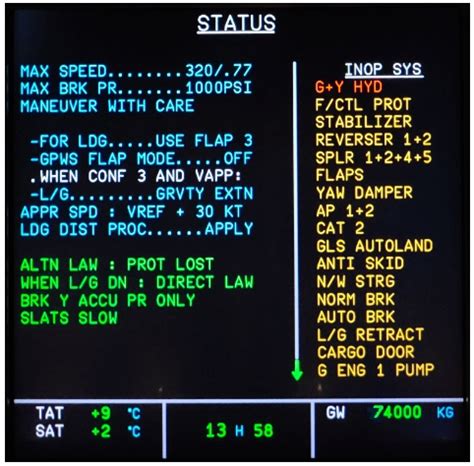 STATUS
MAX SPEED........320/.77
MAX BRK PR.......1000PSI
MANEUVER WITH CARE
-FOR LDG.....USE FLAP 3
-GPWS FLAP MODE.....OFF
.WHEN CONF 3 AND VAPP:
-L/G..........GRVTY EXTN
APPR SPD : VREF + 30 KT
LDG DIST PROC.....APPLY
ALTN LAW : PROT LOST
WHEN L/G DN : DIRECT LAW
BRK Y ACCU PR ONLY
SLATS SLOW
INOP SYS
G+Y HYD
F/CTL PROT
STABILIZER
REVERSER 1+2
SPLR 1+2+4+5
FLAPS
YAW DAMPER
AP 1+2
CAT 2
GLS AUTOLAND
ANTI SKID
N/W STRG
NORM BRK
AUTO BRK
L/G RETRACT
CARGO DOOR
G ENG 1 PUMP
TAT +9 °C
SAT +2 °C
13 H 58
GW 74000 KG